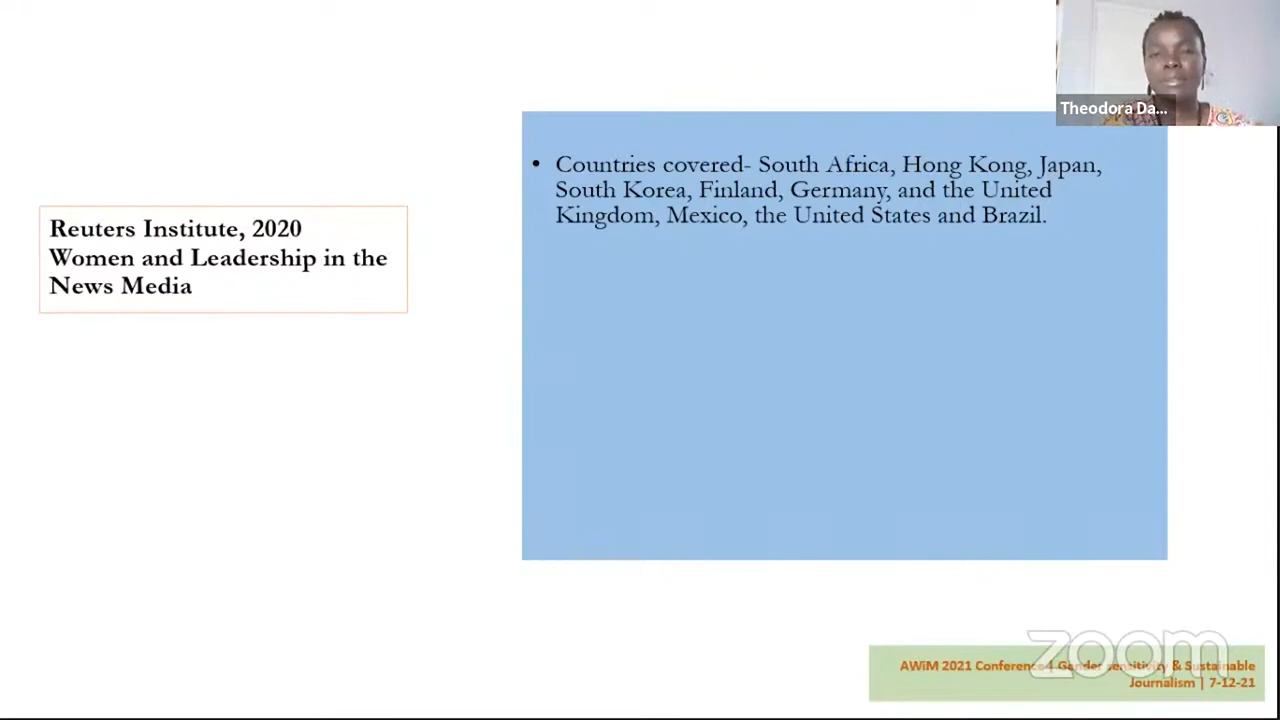 Theodora Da...
• Countries covered- South Africa, Hong Kong, Japan,
South Korea, Finland, Germany, and the United
Kingdom, Mexico, the United States and Brazil.
Reuters Institute, 2020
Women and Leadership in the
News Media
zoom
AWiM 2021 Conference | Gender sensitivity & Sustainable
Journalism | 7-12-21